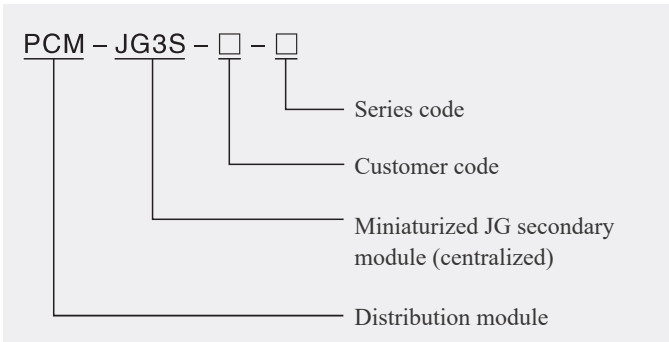 PCM – JG3S – □ – □
Series code
Customer code
Miniaturized JG secondary
module (centralized)
Distribution module